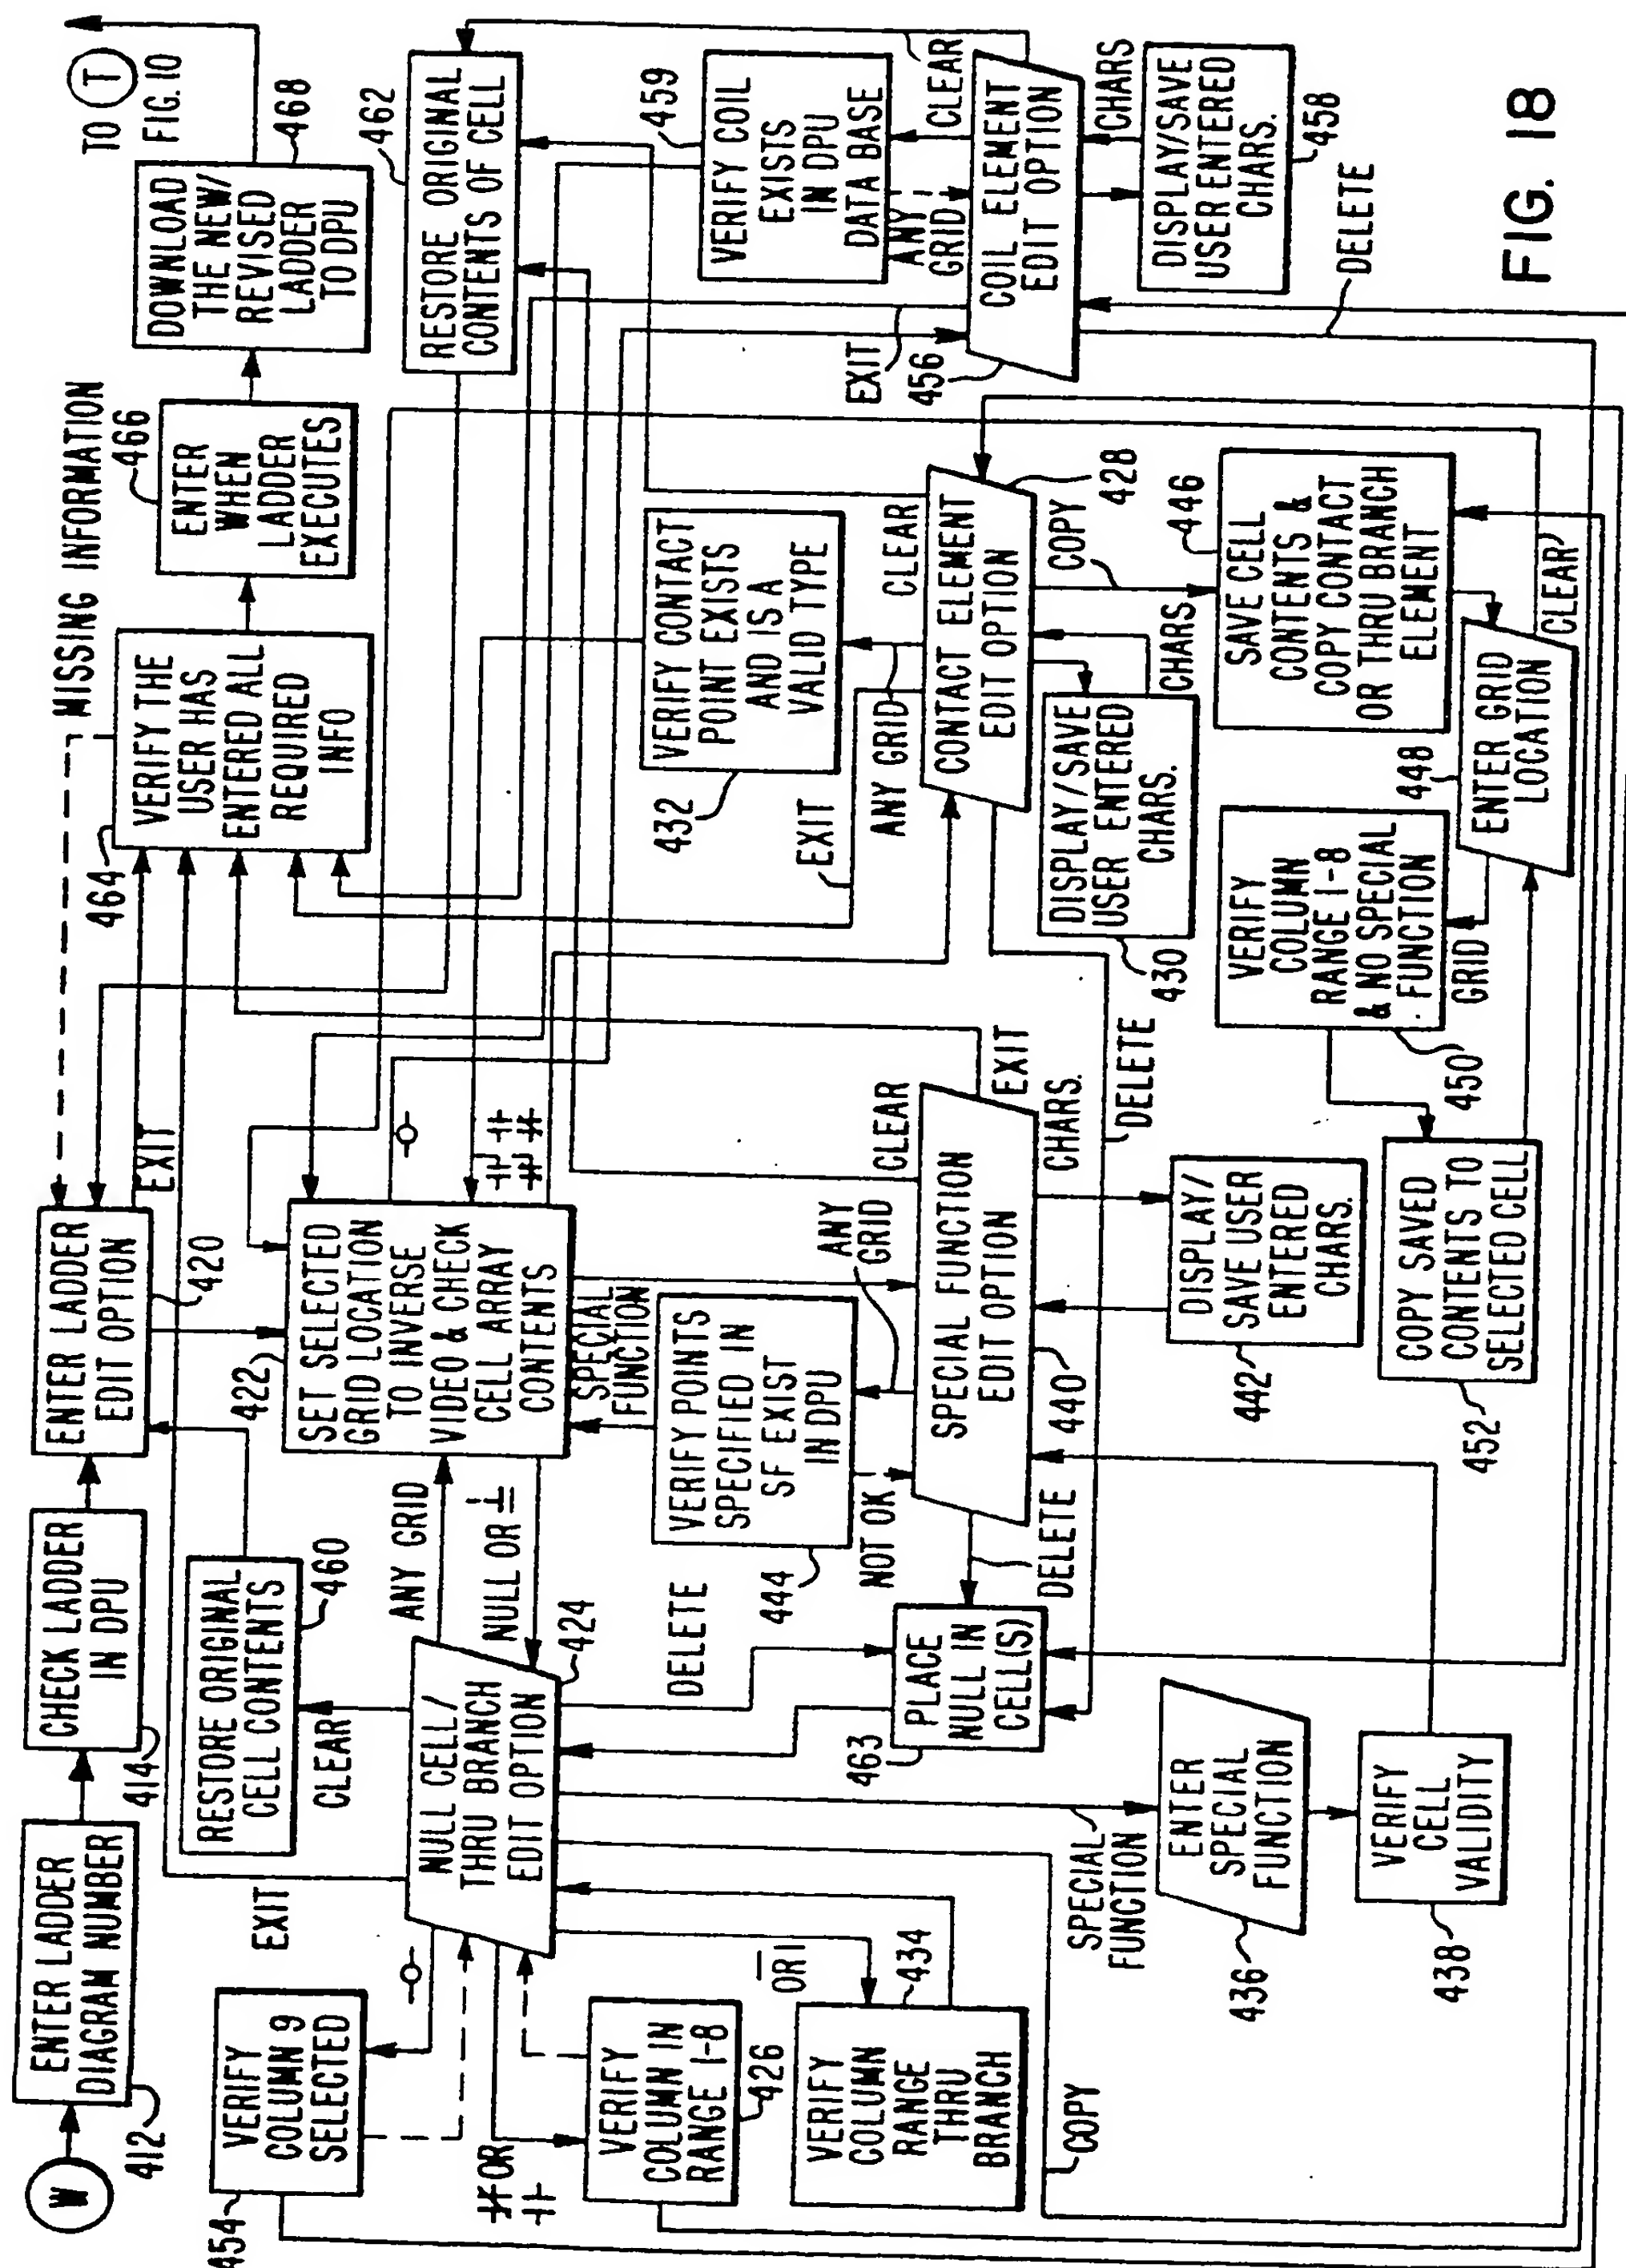 W
412
ENTER LADDER
DIAGRAM NUMBER
414
CHECK LADDER
IN DPU
ENTER LADDER
EDIT OPTION
420
EXIT
MISSING INFORMATION
464
VERIFY THE
USER HAS
ENTERED ALL
REQUIRED
INFO
466
ENTER
WHEN
LADDER
EXECUTES
DOWNLOAD
THE NEW/
REVISED
LADDER
TO DPU
468
TO T
FIG. 10
454
VERIFY
COLUMN 9
SELECTED
EXIT
RESTORE ORIGINAL
CELL CONTENTS
460
CLEAR
422
SET SELECTED
GRID LOCATION
TO INVERSE
VIDEO & CHECK
CELL ARRAY
CONTENTS
ANY GRID
NULL OR
424
NULL CELL/
THRU BRANCH
EDIT OPTION
OR
VERIFY
COLUMN IN
RANGE 1-8
426
OR
434
VERIFY
COLUMN
RANGE
THRU
BRANCH
COPY
DELETE
463
PLACE
NULL IN
CELL(S)
DELETE
SPECIAL
FUNCTION
436
ENTER
SPECIAL
FUNCTION
438
VERIFY
CELL
VALIDITY
SPECIAL
FUNCTION
444
VERIFY POINTS
SPECIFIED IN
SF EXIST
IN DPU
NOT OK
ANY
GRID
CLEAR
EXIT
SPECIAL FUNCTION
EDIT OPTION
440
CHARS.
442
DISPLAY/
SAVE USER
ENTERED
CHARS.
DELETE
452
COPY SAVED
CONTENTS TO
SELECTED CELL
450
VERIFY
COLUMN
RANGE 1-8
& NO SPECIAL
FUNCTION
GRID
448
ENTER GRID
LOCATION
CLEAR
446
SAVE CELL
CONTENTS &
COPY CONTACT
OR THRU BRANCH
ELEMENT
432
VERIFY CONTACT
POINT EXISTS
AND IS A
VALID TYPE
EXIT
ANY GRID
CLEAR
CONTACT ELEMENT
EDIT OPTION
428
COPY
CHARS
430
DISPLAY/SAVE
USER ENTERED
CHARS.
462
RESTORE ORIGINAL
CONTENTS OF CELL
459
VERIFY COIL
EXISTS
IN DPU
DATA BASE
ANY
GRID
CLEAR
CLEAR
EXIT
456
COIL ELEMENT
EDIT OPTION
CHARS
DISPLAY/SAVE
USER ENTERED
CHARS.
458
DELETE
FIG. 18